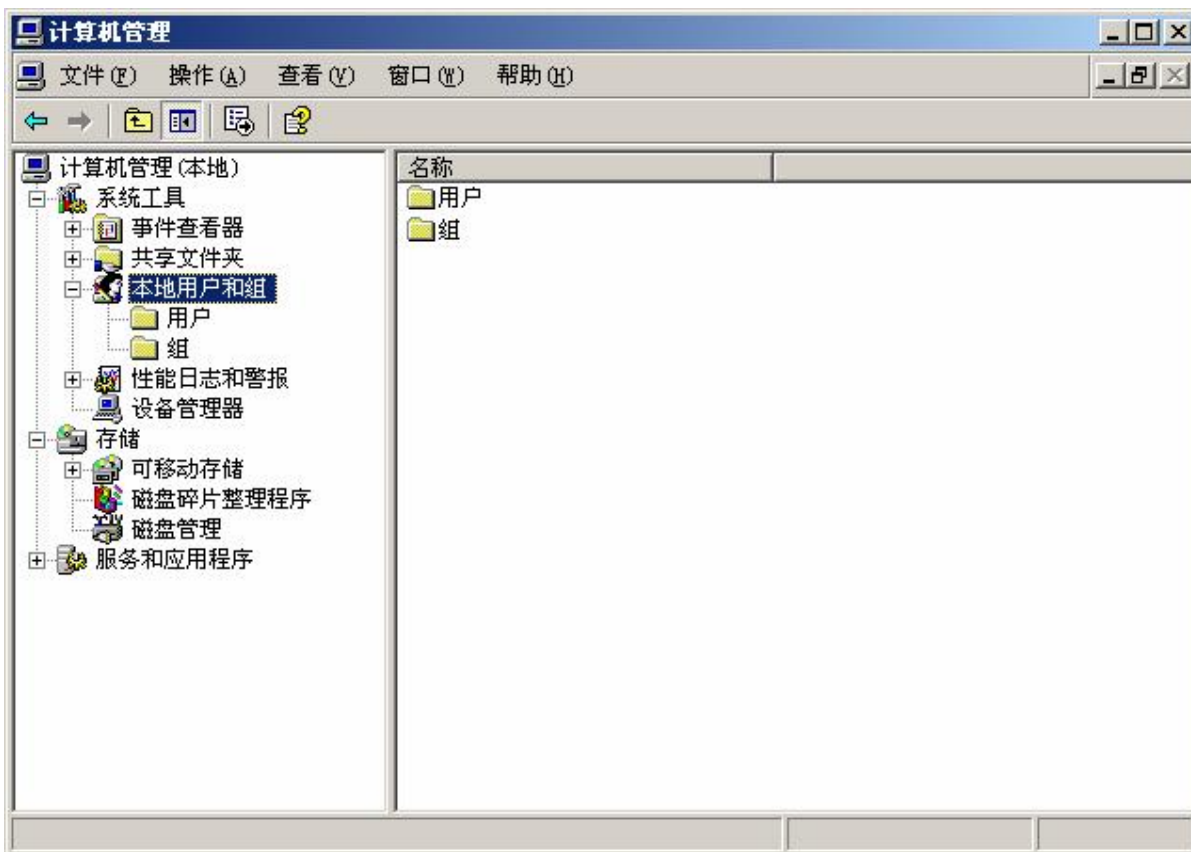 计算机管理
文件(F) 操作(A) 查看(V) 窗口(W) 帮助(H)
计算机管理(本地)
系统工具
事件查看器
共享文件夹
本地用户和组
用户
组
性能日志和警报
设备管理器
存储
可移动存储
磁盘碎片整理程序
磁盘管理
服务和应用程序
名称
用户
组